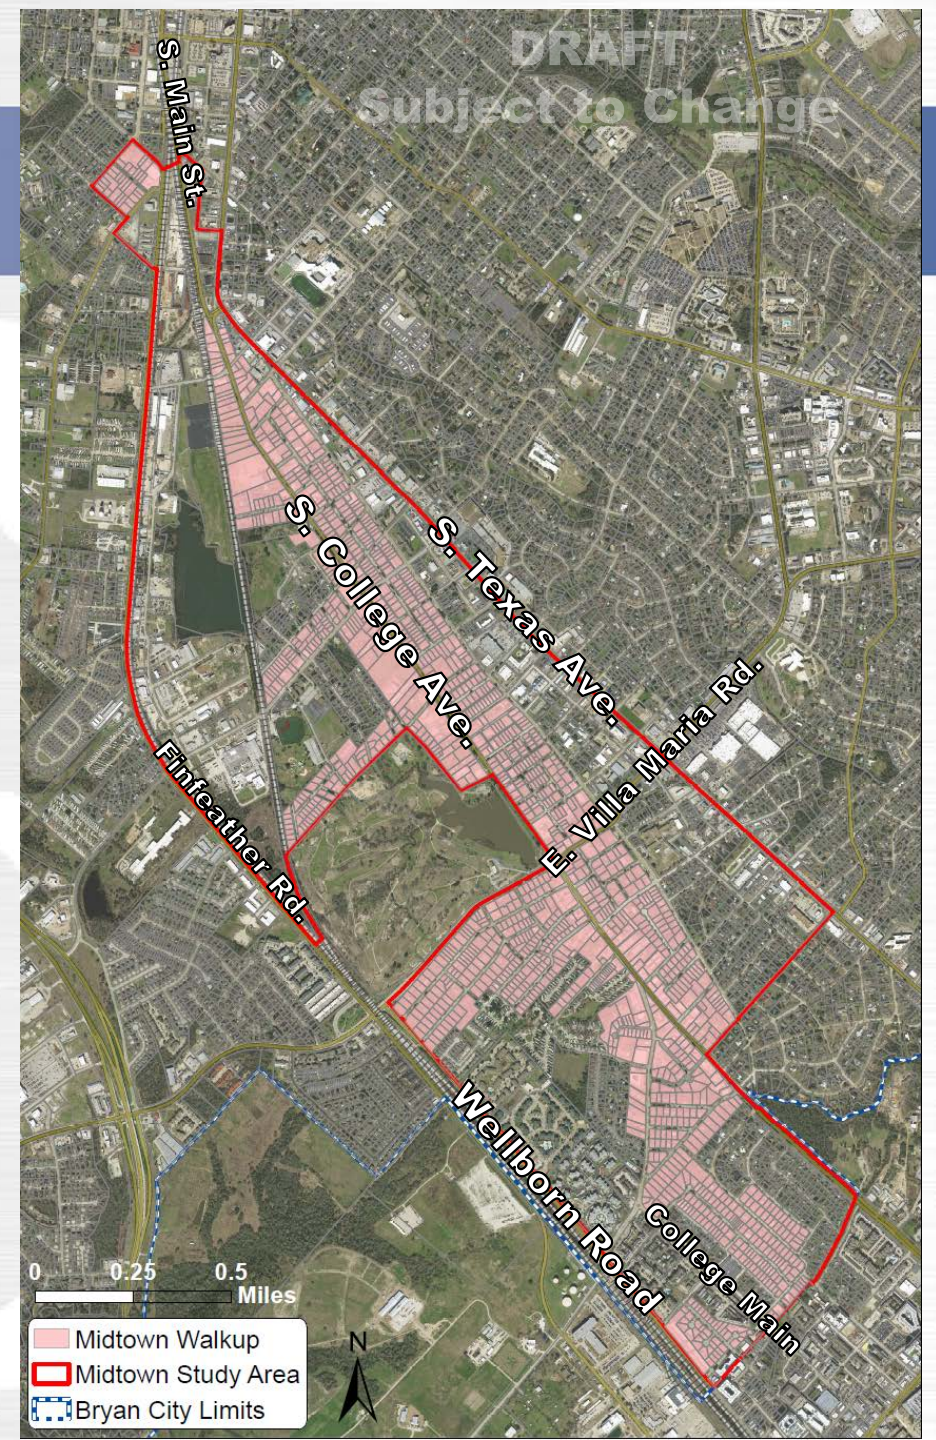 DRAFT
Subject to Change
S. Main St.
S. College Ave.
S. Texas Ave.
E. Villa Maria Rd.
Finfeather Rd.
Wellborn Road
College Main
0 0.25 0.5
Miles
N
Midtown Walkup
Midtown Study Area
Bryan City Limits